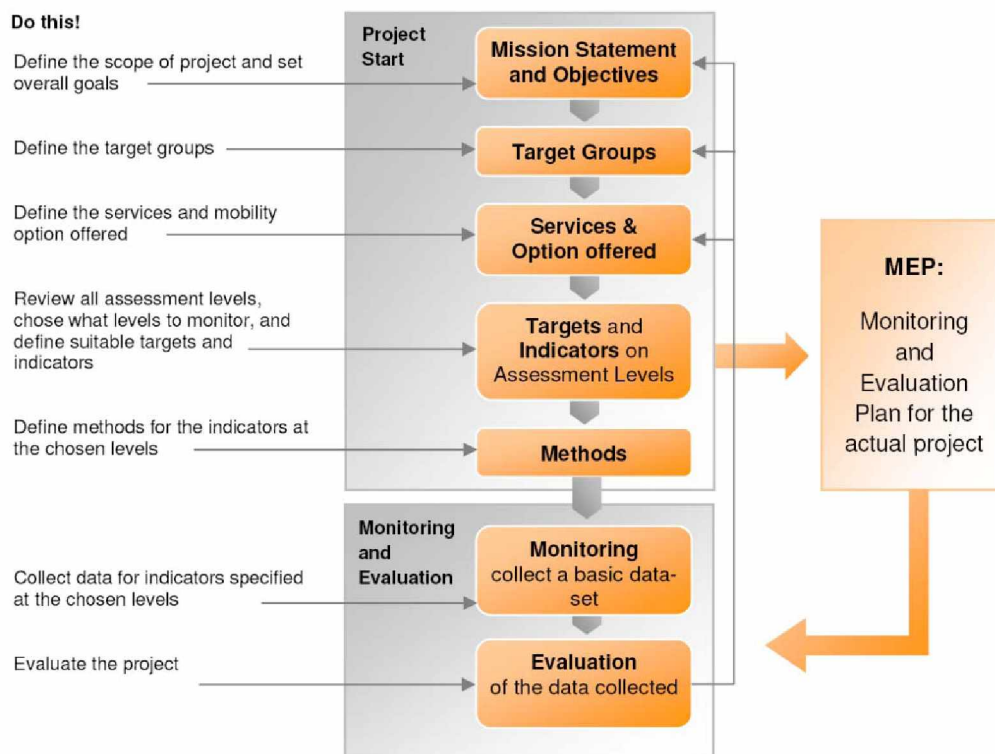 Do this!
Define the scope of project and set
overall goals
Define the target groups
Define the services and mobility
option offered
Review all assessment levels,
chose what levels to monitor, and
define suitable targets and
indicators
Define methods for the indicators at
the chosen levels
Collect data for indicators specified
at the chosen levels
Evaluate the project
Project
Start
Mission Statement
and Objectives
Target Groups
Services &
Option offered
Targets and
Indicators on
Assessment Levels
Methods
Monitoring
and
Evaluation
Monitoring
collect a basic data-
set
Evaluation
of the data collected
MEP:
Monitoring
and
Evaluation
Plan for the
actual project